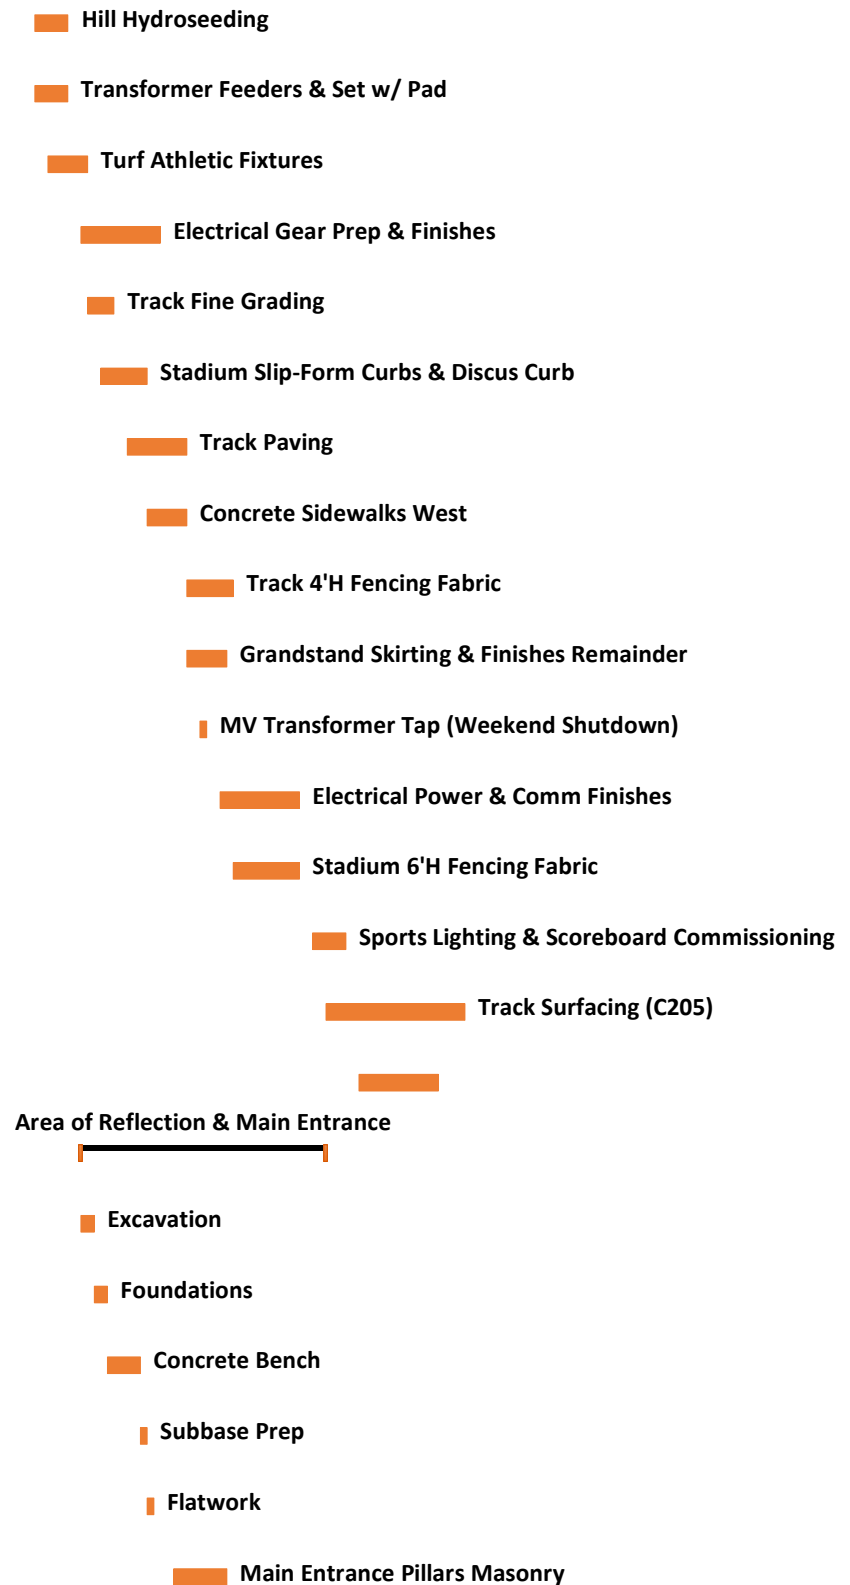 Hill Hydroseeding
Transformer Feeders & Set w/ Pad
Turf Athletic Fixtures
Electrical Gear Prep & Finishes
Track Fine Grading
Stadium Slip-Form Curbs & Discus Curb
Track Paving
Concrete Sidewalks West
Track 4'H Fencing Fabric
Grandstand Skirting & Finishes Remainder
MV Transformer Tap (Weekend Shutdown)
Electrical Power & Comm Finishes
Stadium 6'H Fencing Fabric
Sports Lighting & Scoreboard Commissioning
Track Surfacing (C205)
Area of Reflection & Main Entrance
Excavation
Foundations
Concrete Bench
Subbase Prep
Flatwork
Main Entrance Pillars Masonry